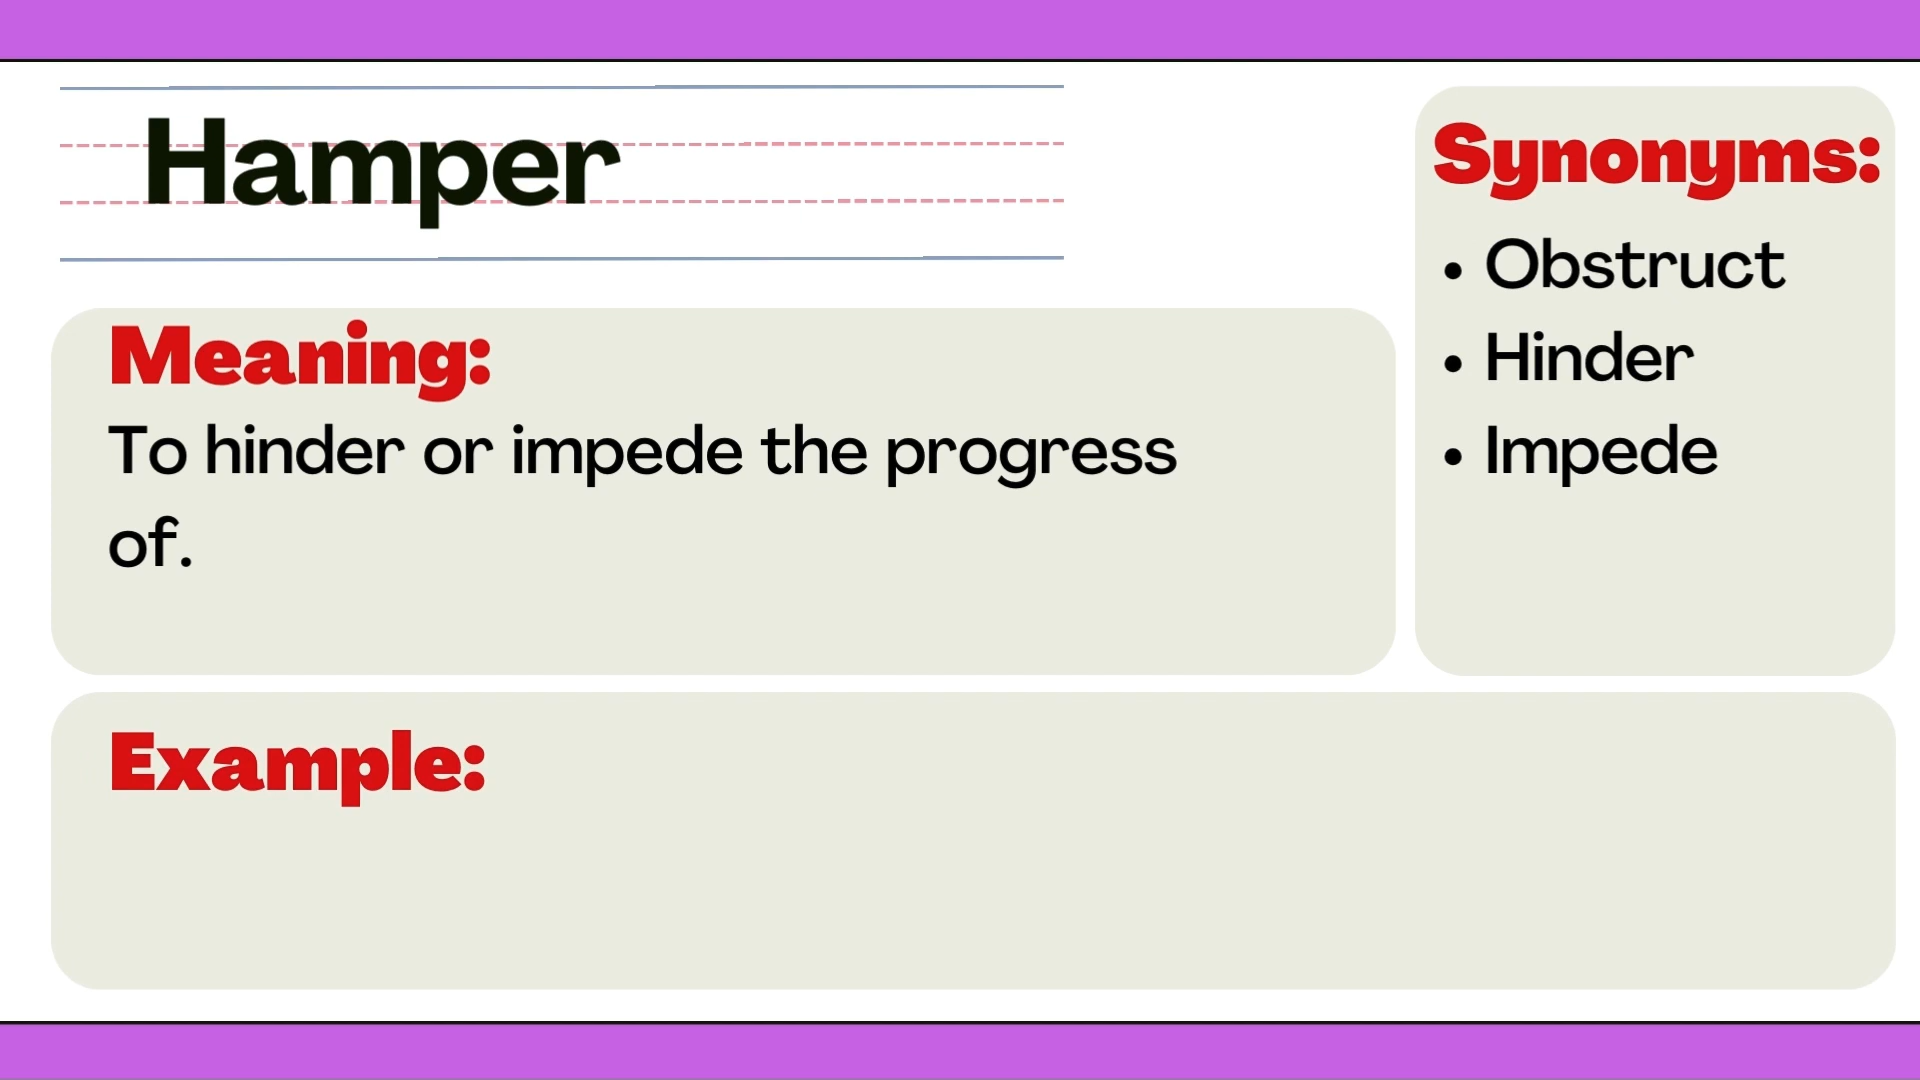 Hamper
Meaning:
To hinder or impede the progress
of.
Synonyms:
• Obstruct
• Hinder
• Impede
Example: